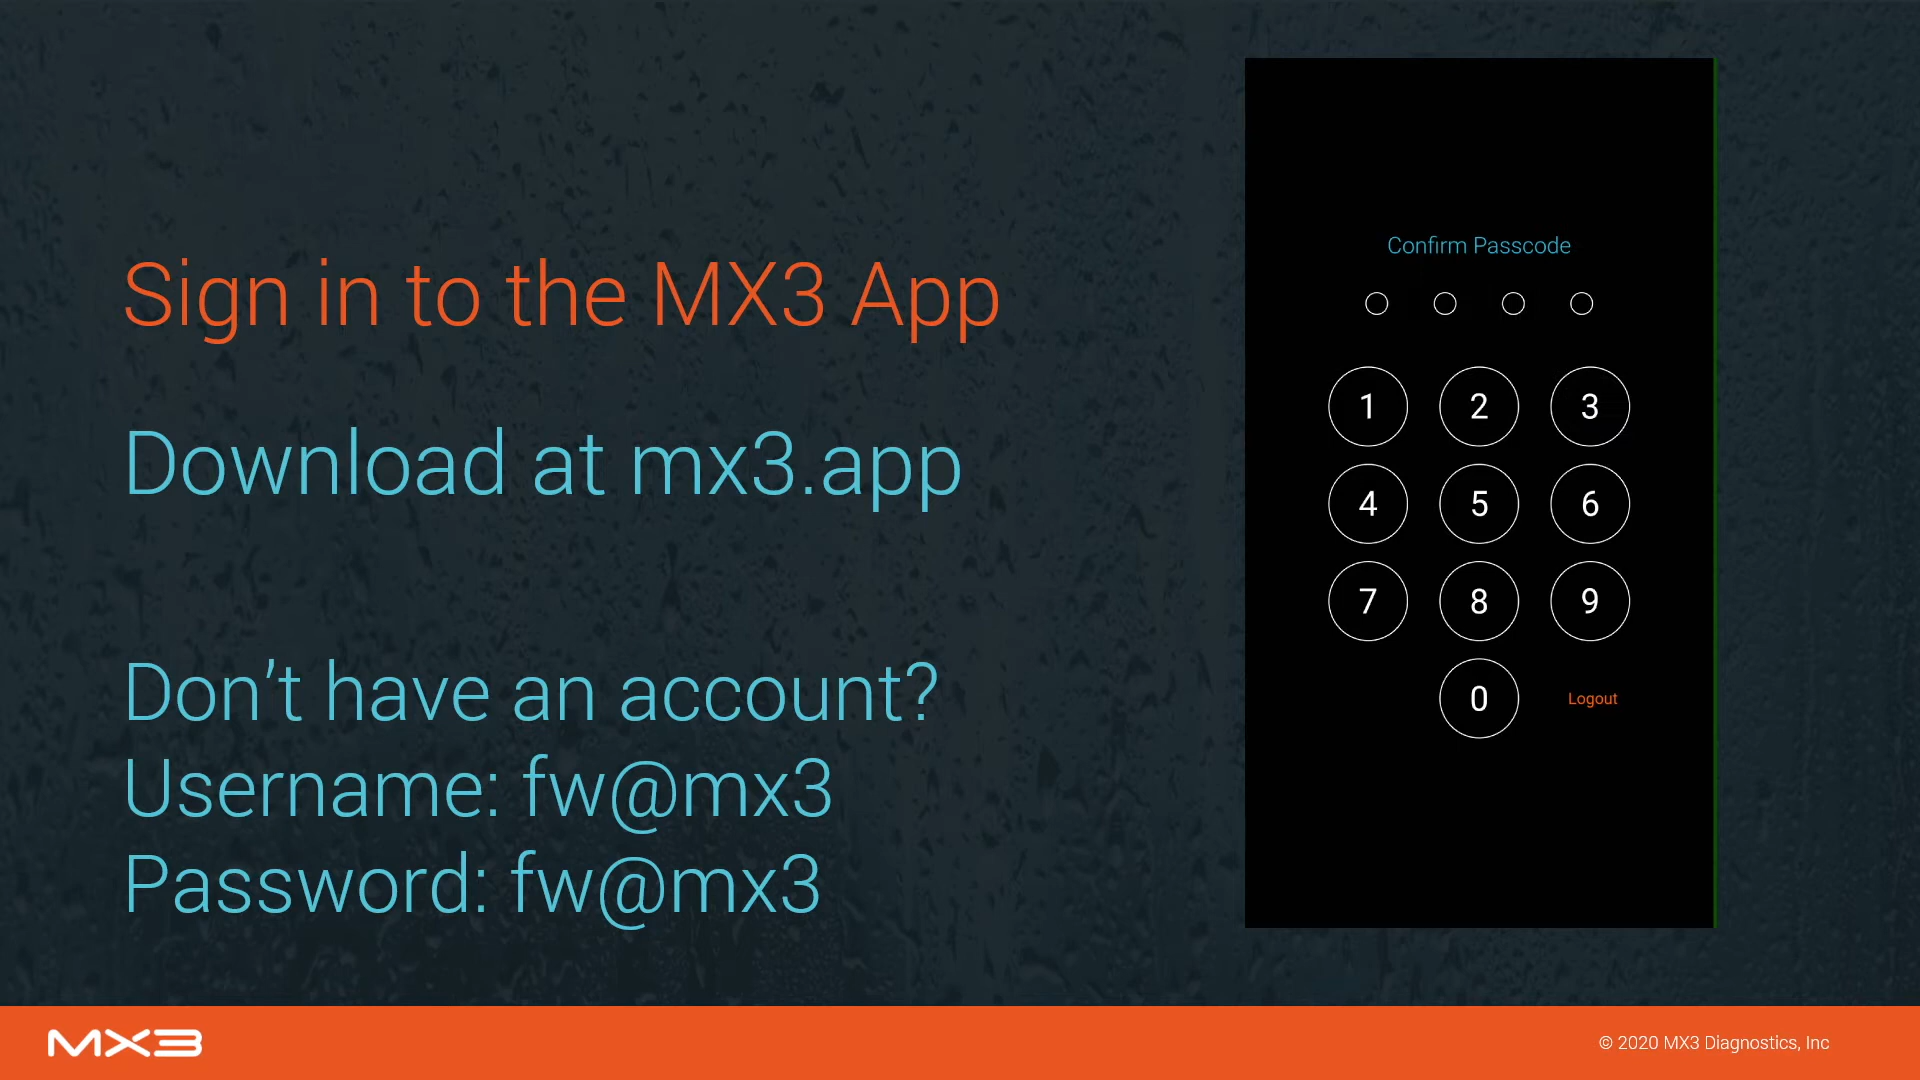 Sign in to the MX3 App
Download at mx3.app
Don’t have an account?
Username: fw@mx3
Password: fw@mx3
Confirm Passcode
1 2 3
4 5 6
7 8 9
0 Logout
MX3
© 2020 MX3 Diagnostics, Inc